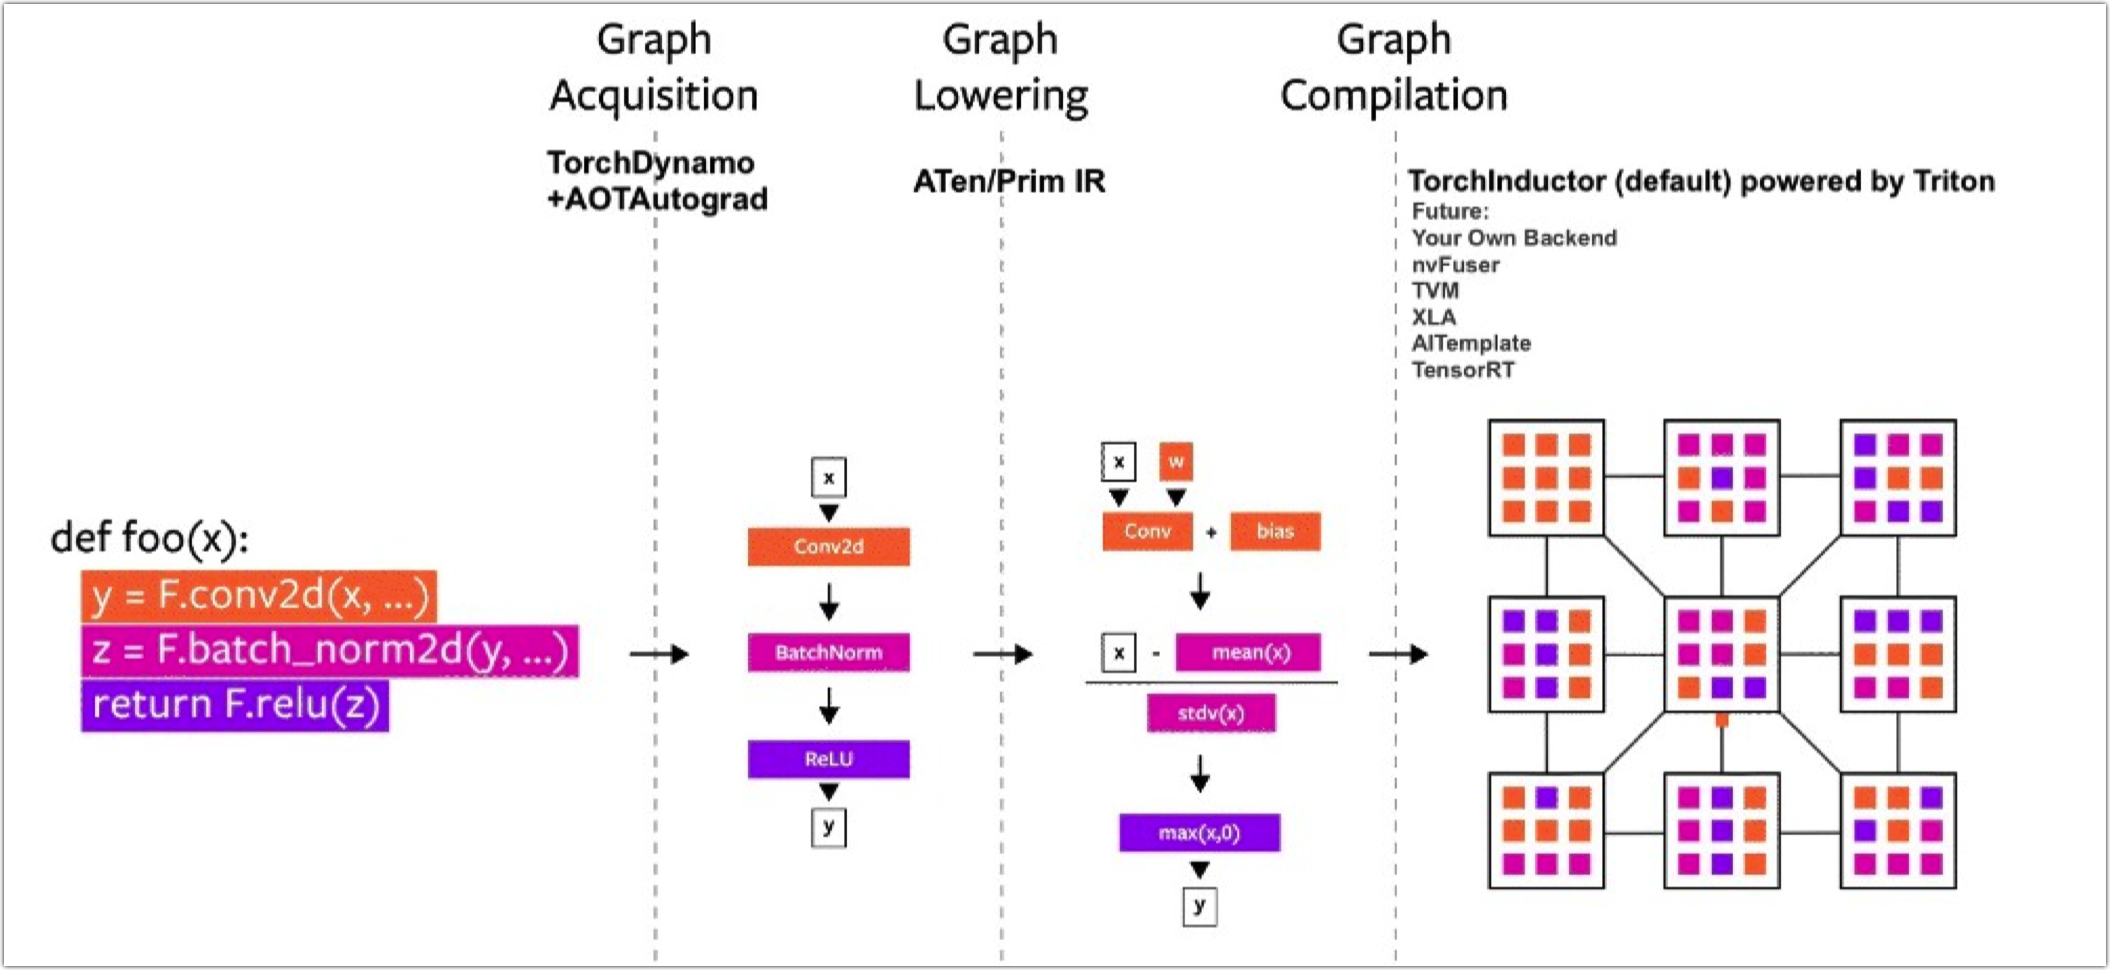 Graph
Acquisition
TorchDynamo
+AOTAutograd
Graph
Lowering
ATen/Prim IR
Graph
Compilation
TorchInductor (default) powered by Triton
Future:
Your Own Backend
nvFuser
TVM
XLA
AITemplate
TensorRT
def foo(x):
y = F.conv2d(x, ...)
z = F.batch_norm2d(y, ...)
return F.relu(z)
x
Conv2d
BatchNorm
ReLU
y
x w
Conv + bias
x - mean(x)
stdv(x)
max(x,0)
y